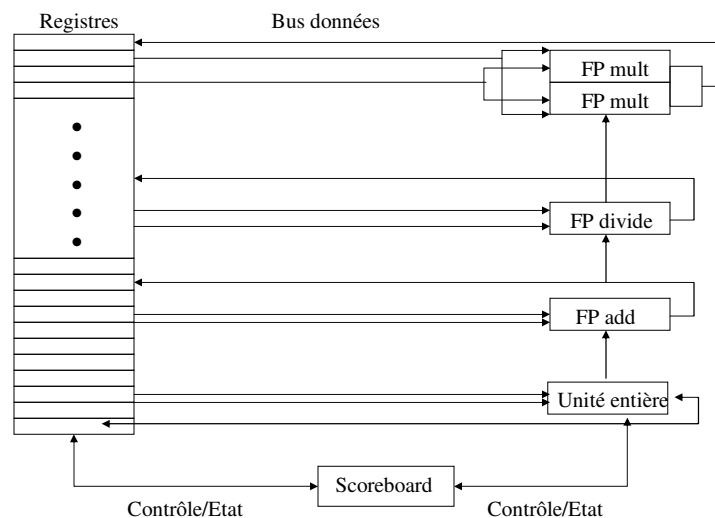 Registres
Bus données
FP mult
FP mult
FP divide
FP add
Unité entière
Scoreboard
Contrôle/Etat
Contrôle/Etat